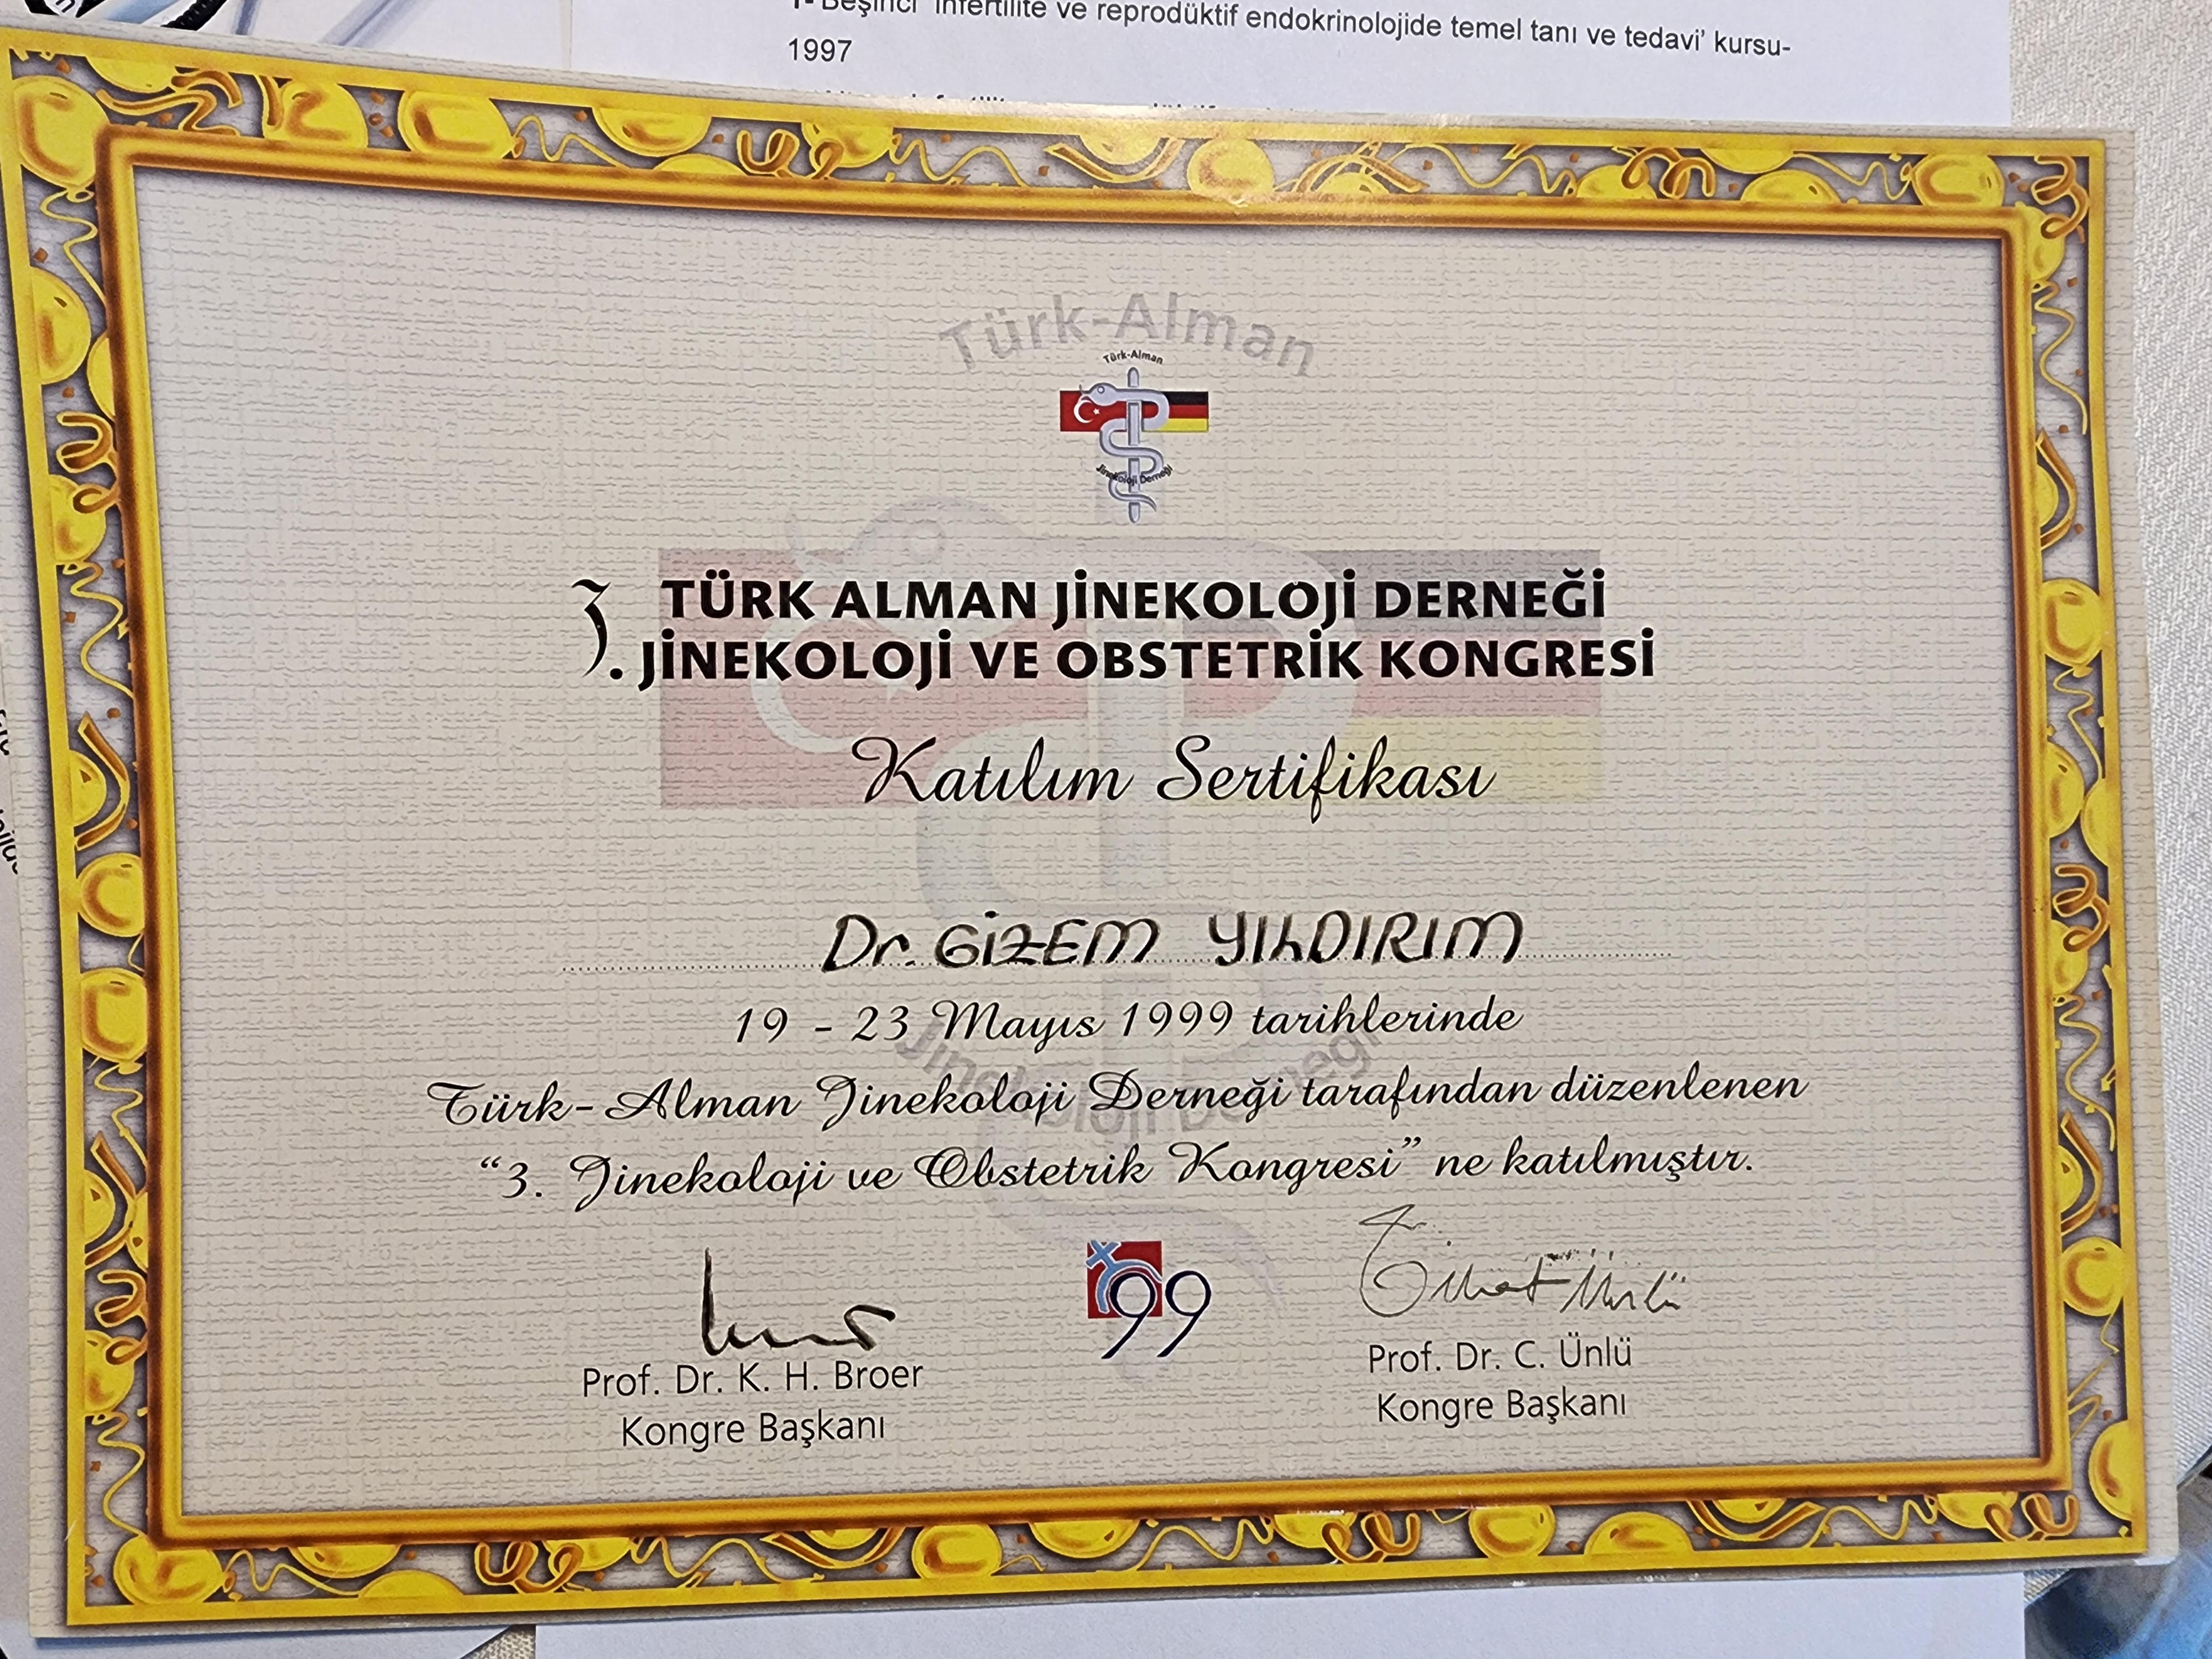 Beşinci 'infertilite ve reprodüktif endokrinolojide temel tanı ve tedavi' kursu-
1997
Türk-Alman
Türk-Alman
Jinekoloji Derneği
3. TÜRK ALMAN JİNEKOLOJİ DERNEĞİ
JİNEKOLOJİ VE OBSTETRİK KONGRESİ
Katılım Sertifikası
Dr. GİZEM YILDIRIM
19 - 23 Mayıs 1999 tarihlerinde
Jinekoloji Derneği
Türk-Alman Jinekoloji Derneği tarafından düzenlenen
"3. Jinekoloji ve Obstetrik Kongresi" ne katılmıştır.
99
Prof. Dr. K. H. Broer
Kongre Başkanı
Prof. Dr. C. Ünlü
Kongre Başkanı